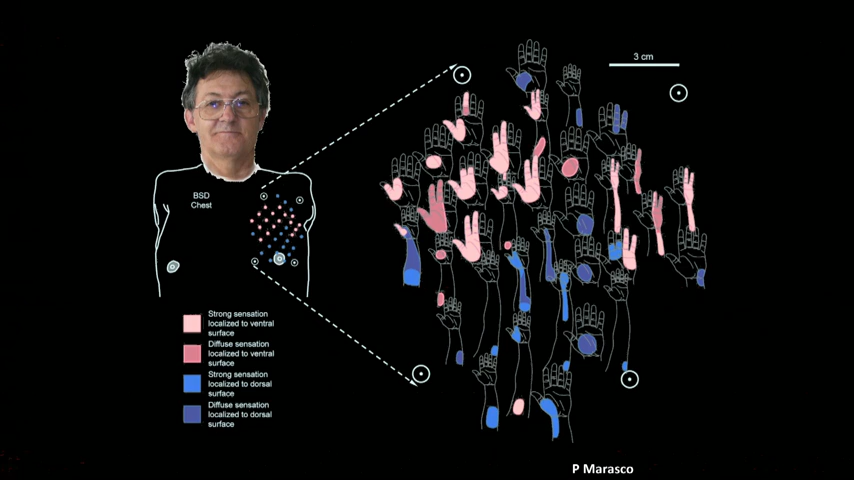 3 cm
BSD
Chest
Strong sensation
localized to ventral
surface
Diffuse sensation
localized to ventral
surface
Strong sensation
localized to dorsal
surface
Diffuse sensation
localized to dorsal
surface
P Marasco